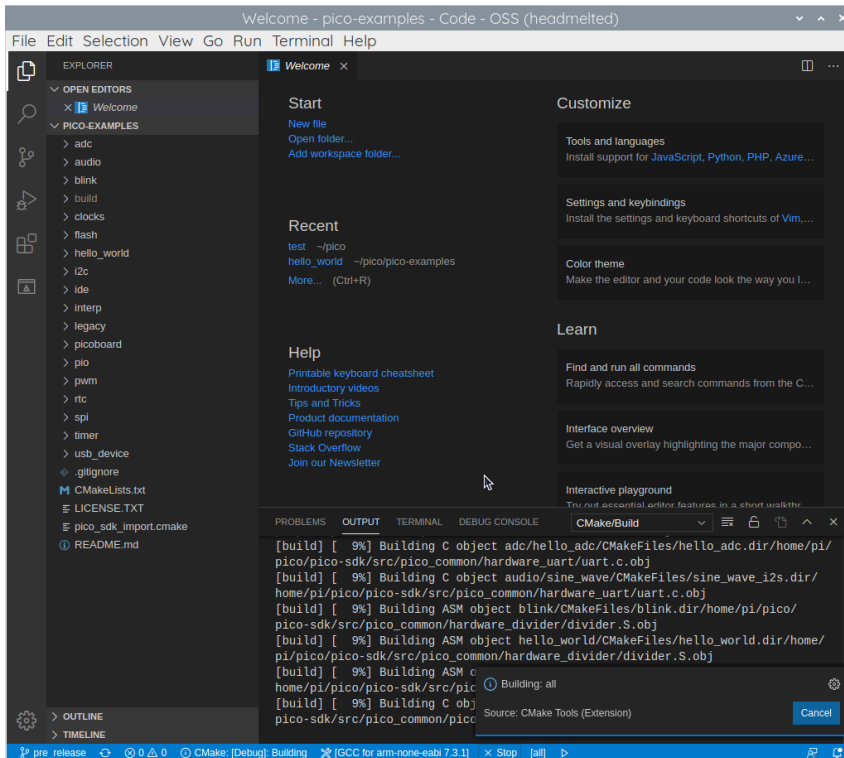 Welcome - pico-examples - Code - OSS (headmelted)
File Edit Selection View Go Run Terminal Help
EXPLORER
OPEN EDITORS
Welcome
PICO-EXAMPLES
adc
audio
blink
build
clocks
flash
hello_world
i2c
ide
interp
legacy
picoboard
pio
pwm
rtc
spi
timer
usb_device
.gitignore
CMakeLists.txt
LICENSE.TXT
pico_sdk_import.cmake
README.md
OUTLINE
TIMELINE
Welcome
Start
New file
Open folder...
Add workspace folder...
Recent
test ~/pico
hello_world ~/pico/pico-examples
More... (Ctrl+R)
Help
Printable keyboard cheatsheet
Introductory videos
Tips and Tricks
Product documentation
GitHub repository
Stack Overflow
Join our Newsletter
Customize
Tools and languages
Install support for JavaScript, Python, PHP, Azure...
Settings and keybindings
Install the settings and keyboard shortcuts of Vim,...
Color theme
Make the editor and your code look the way you l...
Learn
Find and run all commands
Rapidly access and search commands from the C...
Interface overview
Get a visual overlay highlighting the major compo...
Interactive playground
Try out essential editor features in a short walkthr...
PROBLEMS OUTPUT TERMINAL DEBUG CONSOLE CMake/Build
[build] [  9%] Building C object adc/hello_adc/CMakeFiles/hello_adc.dir/home/pi/
pico/pico-sdk/src/pico_common/hardware_uart/uart.c.obj
[build] [  9%] Building C object audio/sine_wave/CMakeFiles/sine_wave_i2s.dir/
home/pi/pico/pico-sdk/src/pico_common/hardware_uart/uart.c.obj
[build] [  9%] Building ASM object blink/CMakeFiles/blink.dir/home/pi/pico/
pico-sdk/src/pico_common/hardware_divider/divider.S.obj
[build] [  9%] Building ASM object hello_world/CMakeFiles/hello_world.dir/home/
pi/pico/pico-sdk/src/pico_common/hardware_divider/divider.S.obj
[build] [  9%] Building ASM o
home/pi/pico/pico-sdk/src/pic
[build] [  9%] Building C obj
pico-sdk/src/pico_common/pico
Building: all
Source: CMake Tools (Extension)
Cancel
pre_release 0 0 CMake: [Debug]: Building [GCC for arm-none-eabi 7.3.1] Stop [all]